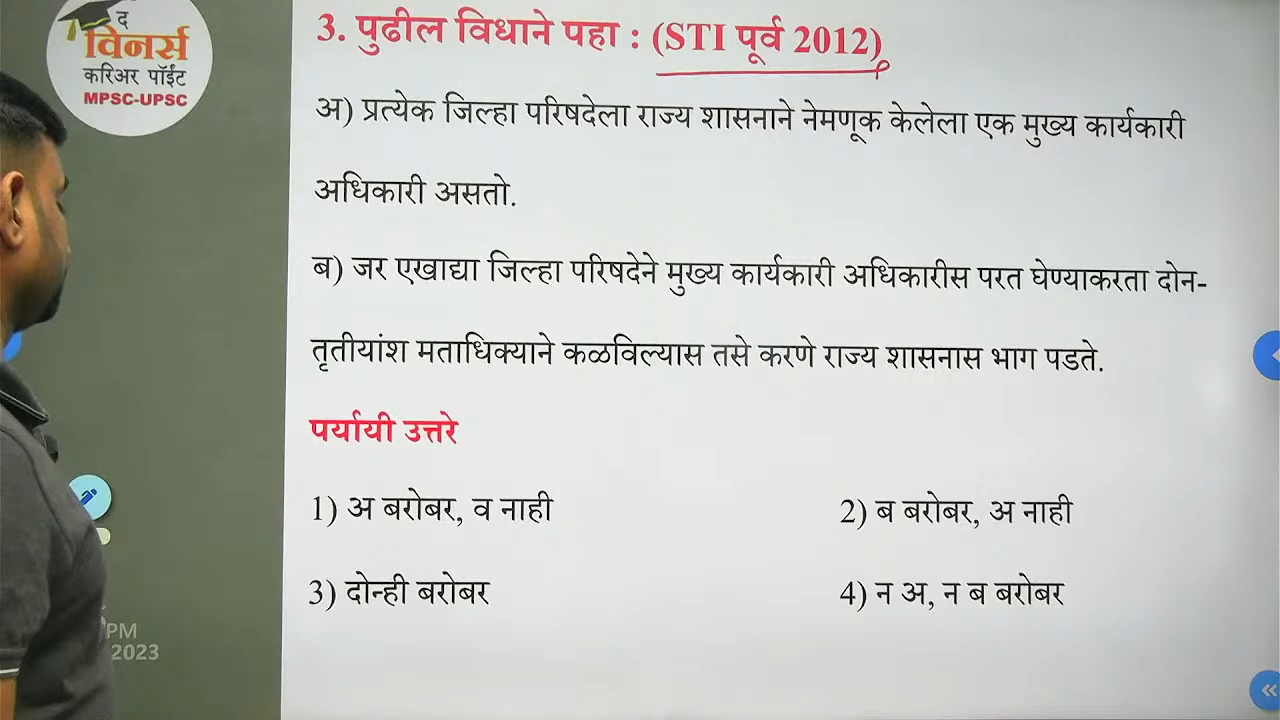 द
विनर्स
करिअर पॉईंट
MPSC-UPSC
3. पुढील विधाने पहा : (STI पूर्व 2012)
अ) प्रत्येक जिल्हा परिषदेला राज्य शासनाने नेमणूक केलेला एक मुख्य कार्यकारी
अधिकारी असतो.
ब) जर एखाद्या जिल्हा परिषदेने मुख्य कार्यकारी अधिकारीस परत घेण्याकरता दोन-
तृतीयांश मताधिक्याने कळविल्यास तसे करणे राज्य शासनास भाग पडते.
पर्यायी उत्तरे
1) अ बरोबर, व नाही
2) ब बरोबर, अ नाही
3) दोन्ही बरोबर
4) न अ, न ब बरोबर
PM
2023